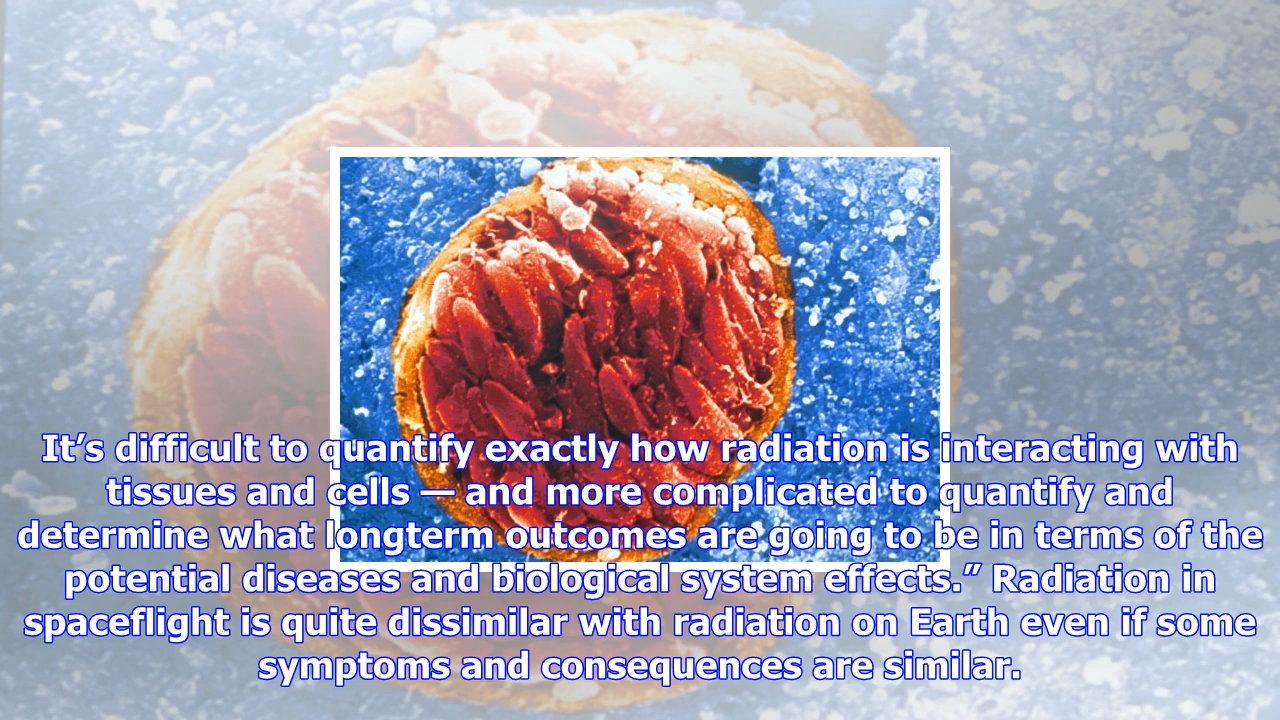 It’s difficult to quantify exactly how radiation is interacting with
tissues and cells — and more complicated to quantify and
determine what longterm outcomes are going to be in terms of the
potential diseases and biological system effects.” Radiation in
spaceflight is quite dissimilar with radiation on Earth even if some
symptoms and consequences are similar.